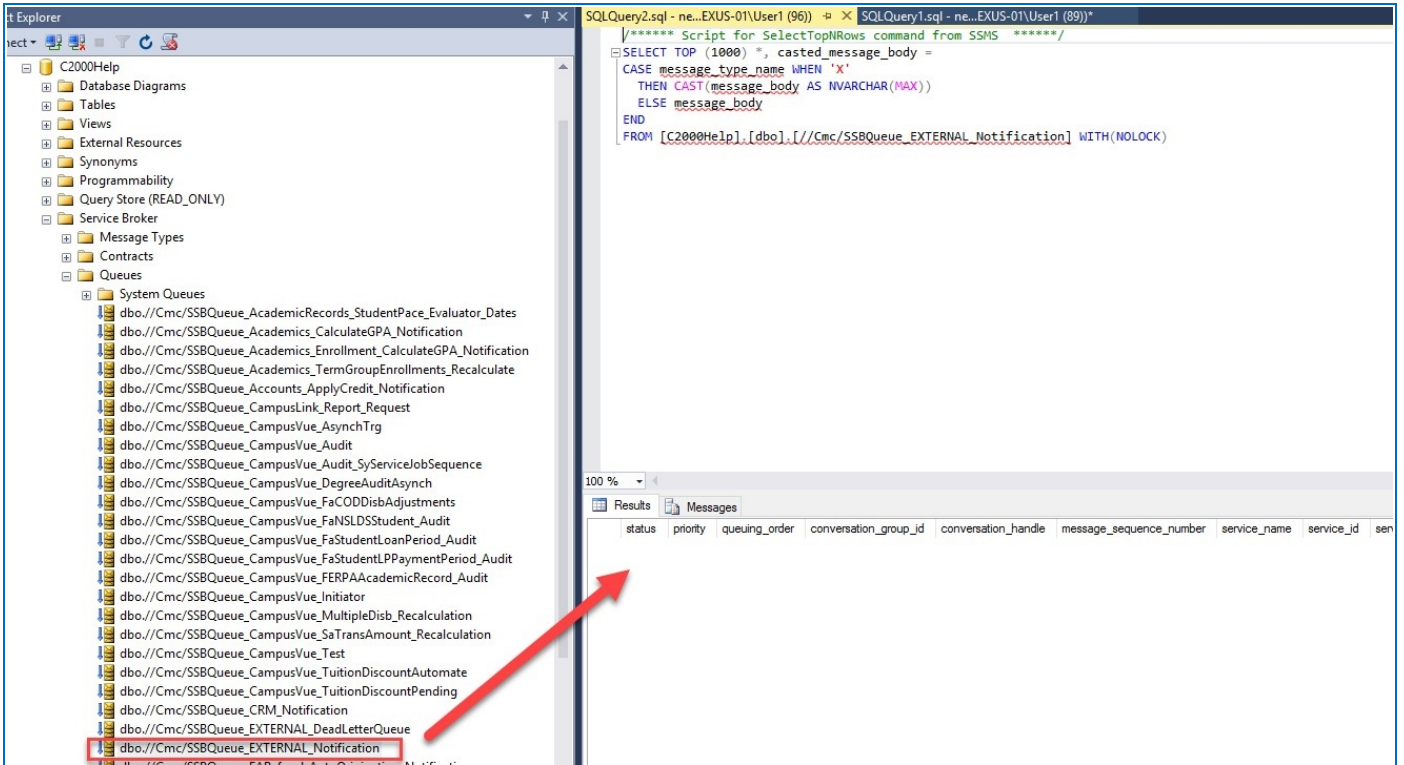 ct Explorer
nect
C2000Help
Database Diagrams
Tables
Views
External Resources
Synonyms
Programmability
Query Store (READ_ONLY)
Service Broker
Message Types
Contracts
Queues
System Queues
dbo.//Cmc/SSBQueue_AcademicRecords_StudentPace_Evaluator_Dates
dbo.//Cmc/SSBQueue_Academics_CalculateGPA_Notification
dbo.//Cmc/SSBQueue_Academics_Enrollment_CalculateGPA_Notification
dbo.//Cmc/SSBQueue_Academics_TermGroupEnrollments_Recalculate
dbo.//Cmc/SSBQueue_Accounts_ApplyCredit_Notification
dbo.//Cmc/SSBQueue_CampusLink_Report_Request
dbo.//Cmc/SSBQueue_CampusVue_AsynchTrg
dbo.//Cmc/SSBQueue_CampusVue_Audit
dbo.//Cmc/SSBQueue_CampusVue_Audit_SyServiceJobSequence
dbo.//Cmc/SSBQueue_CampusVue_DegreeAuditAsynch
dbo.//Cmc/SSBQueue_CampusVue_FaCODDisbAdjustments
dbo.//Cmc/SSBQueue_CampusVue_FaNSLDSStudent_Audit
dbo.//Cmc/SSBQueue_CampusVue_FaStudentLoanPeriod_Audit
dbo.//Cmc/SSBQueue_CampusVue_FaStudentLPPaymentPeriod_Audit
dbo.//Cmc/SSBQueue_CampusVue_FERPAAcademicRecord_Audit
dbo.//Cmc/SSBQueue_CampusVue_Initiator
dbo.//Cmc/SSBQueue_CampusVue_MultipleDisb_Recalculation
dbo.//Cmc/SSBQueue_CampusVue_SaTransAmount_Recalculation
dbo.//Cmc/SSBQueue_CampusVue_Test
dbo.//Cmc/SSBQueue_CampusVue_TuitionDiscountAutomate
dbo.//Cmc/SSBQueue_CampusVue_TuitionDiscountPending
dbo.//Cmc/SSBQueue_CRM_Notification
dbo.//Cmc/SSBQueue_EXTERNAL_DeadLetterQueue
dbo.//Cmc/SSBQueue_EXTERNAL_Notification
SQLQuery2.sql - ne...EXUS-01\User1 (96)) SQLQuery1.sql - ne...EXUS-01\User1 (89))*
/****** Script for SelectTopNRows command from SSMS ******/
SELECT TOP (1000) *, casted_message_body =
CASE message_type_name WHEN 'X'
THEN CAST(message_body AS NVARCHAR(MAX))
ELSE message_body
END
FROM [C2000Help].[dbo].[//Cmc/SSBQueue_EXTERNAL_Notification] WITH(NOLOCK)
100 %
Results Messages
status priority queuing_order conversation_group_id conversation_handle message_sequence_number service_name service_id ser